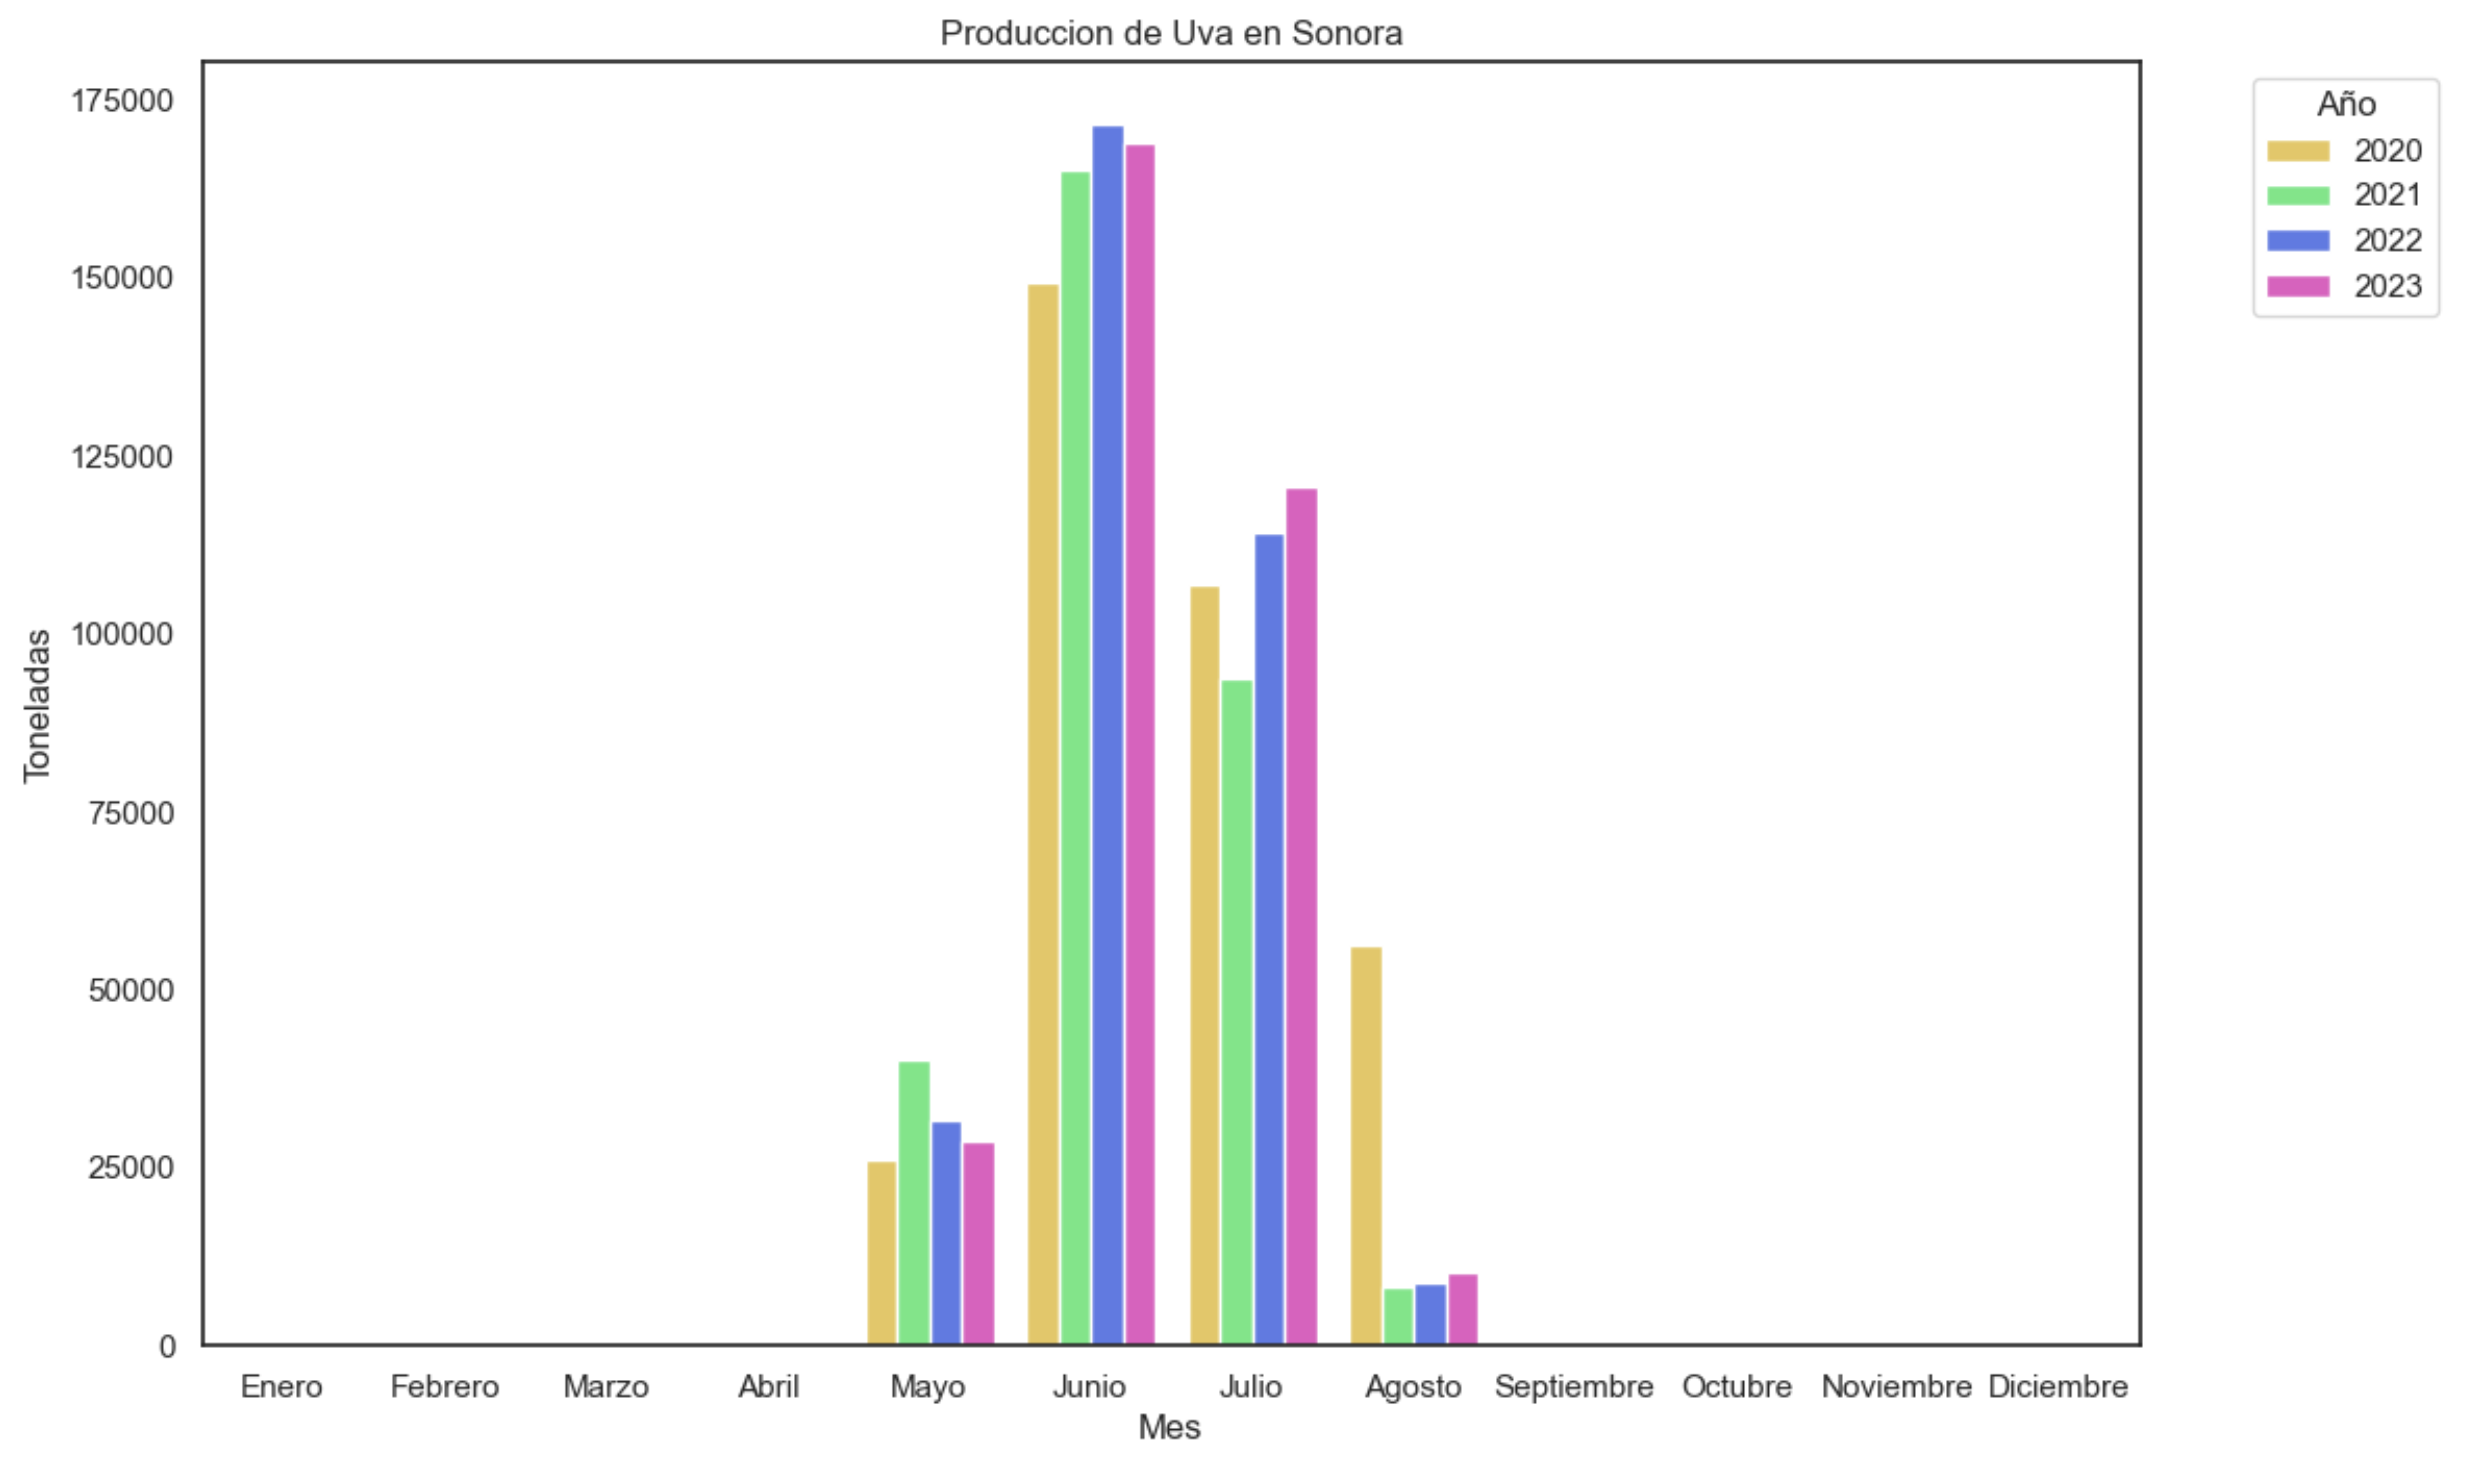 Produccion de Uva en Sonora
175000
150000
125000
100000
75000
50000
25000
0
Toneladas
Enero Febrero Marzo Abril Mayo Junio Julio Agosto Septiembre Octubre Noviembre Diciembre
Mes
Año
2020
2021
2022
2023